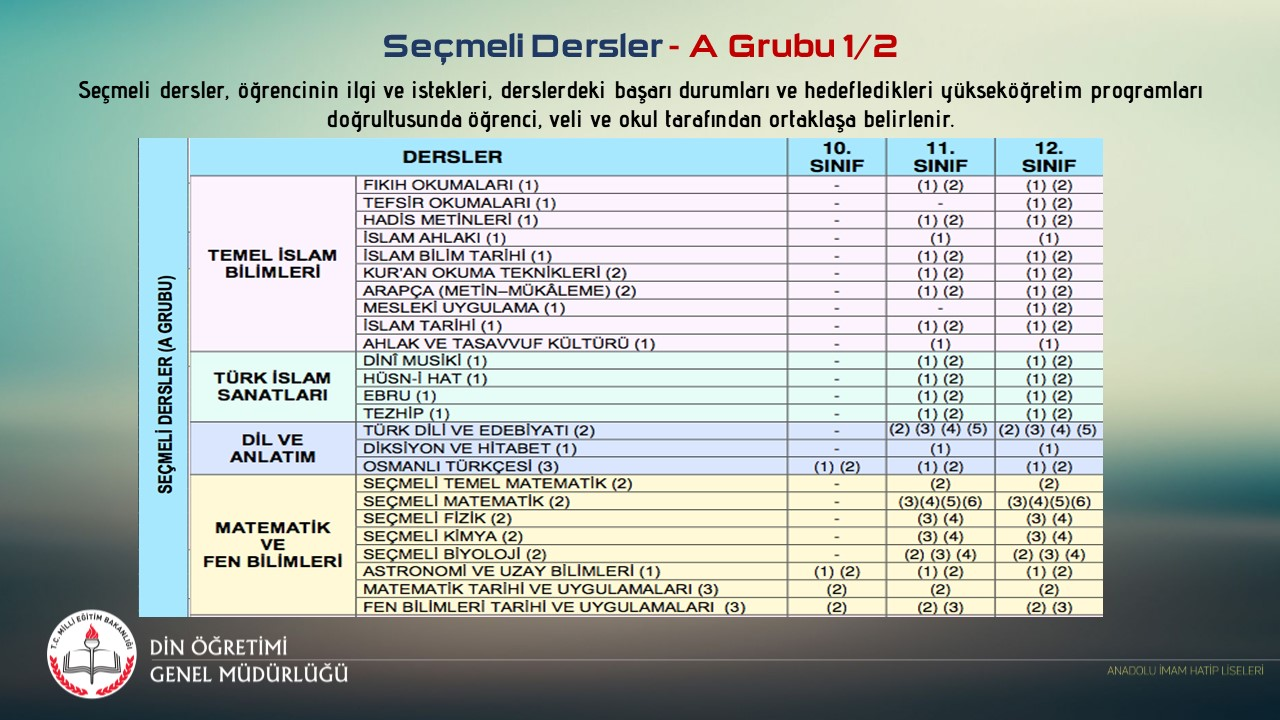 Seçmeli Dersler - A Grubu 1/2
Seçmeli dersler, öğrencinin ilgi ve istekleri, derslerdeki başarı durumları ve hedefledikleri yükseköğretim programları
doğrultusunda öğrenci, veli ve okul tarafından ortaklaşa belirlenir.
SEÇMELİ DERSLER (A GRUBU)
DERSLER 10. SINIF 11. SINIF 12. SINIF
TEMEL İSLAM BİLİMLERİ
FIKIH OKUMALARI (1) - (1) (2) (1) (2)
TEFSİR OKUMALARI (1) - - (1) (2)
HADİS METİNLERİ (1) - (1) (2) (1) (2)
İSLAM AHLAKI (1) - (1) (1)
İSLAM BİLİM TARİHİ (1) - (1) (2) (1) (2)
KUR'AN OKUMA TEKNİKLERİ (2) - (1) (2) (1) (2)
ARAPÇA (METİN–MÜKÂLEME) (2) - (1) (2) (1) (2)
MESLEKİ UYGULAMA (1) - - (1) (2)
İSLAM TARİHİ (1) - (1) (2) (1) (2)
AHLAK VE TASAVVUF KÜLTÜRÜ (1) - (1) (1)
TÜRK İSLAM SANATLARI
DİNÎ MUSİKİ (1) - (1) (2) (1) (2)
HÜSN-İ HAT (1) - (1) (2) (1) (2)
EBRU (1) - (1) (2) (1) (2)
TEZHİP (1) - (1) (2) (1) (2)
DİL VE ANLATIM
TÜRK DİLİ VE EDEBİYATI (2) - (2) (3) (4) (5) (2) (3) (4) (5)
DİKSİYON VE HİTABET (1) - (1) (1)
OSMANLI TÜRKÇESİ (3) (1) (2) (1) (2) (1) (2)
MATEMATİK VE FEN BİLİMLERİ
SEÇMELİ TEMEL MATEMATİK (2) - (2) (2)
SEÇMELİ MATEMATİK (2) - (3)(4)(5)(6) (3)(4)(5)(6)
SEÇMELİ FİZİK (2) - (3) (4) (3) (4)
SEÇMELİ KİMYA (2) - (3) (4) (3) (4)
SEÇMELİ BİYOLOJİ (2) - (2) (3) (4) (2) (3) (4)
ASTRONOMİ VE UZAY BİLİMLERİ (1) (1) (2) (1) (2) (1) (2)
MATEMATİK TARİHİ VE UYGULAMALARI (3) (2) (2) (2)
FEN BİLİMLERİ TARİHİ VE UYGULAMALARI (3) (2) (2) (3) (2) (3)
T.C. MİLLÎ EĞİTİM BAKANLIĞI
DİN ÖĞRETİMİ
GENEL MÜDÜRLÜĞÜ
ANADOLU İMAM HATİP LİSELERİ